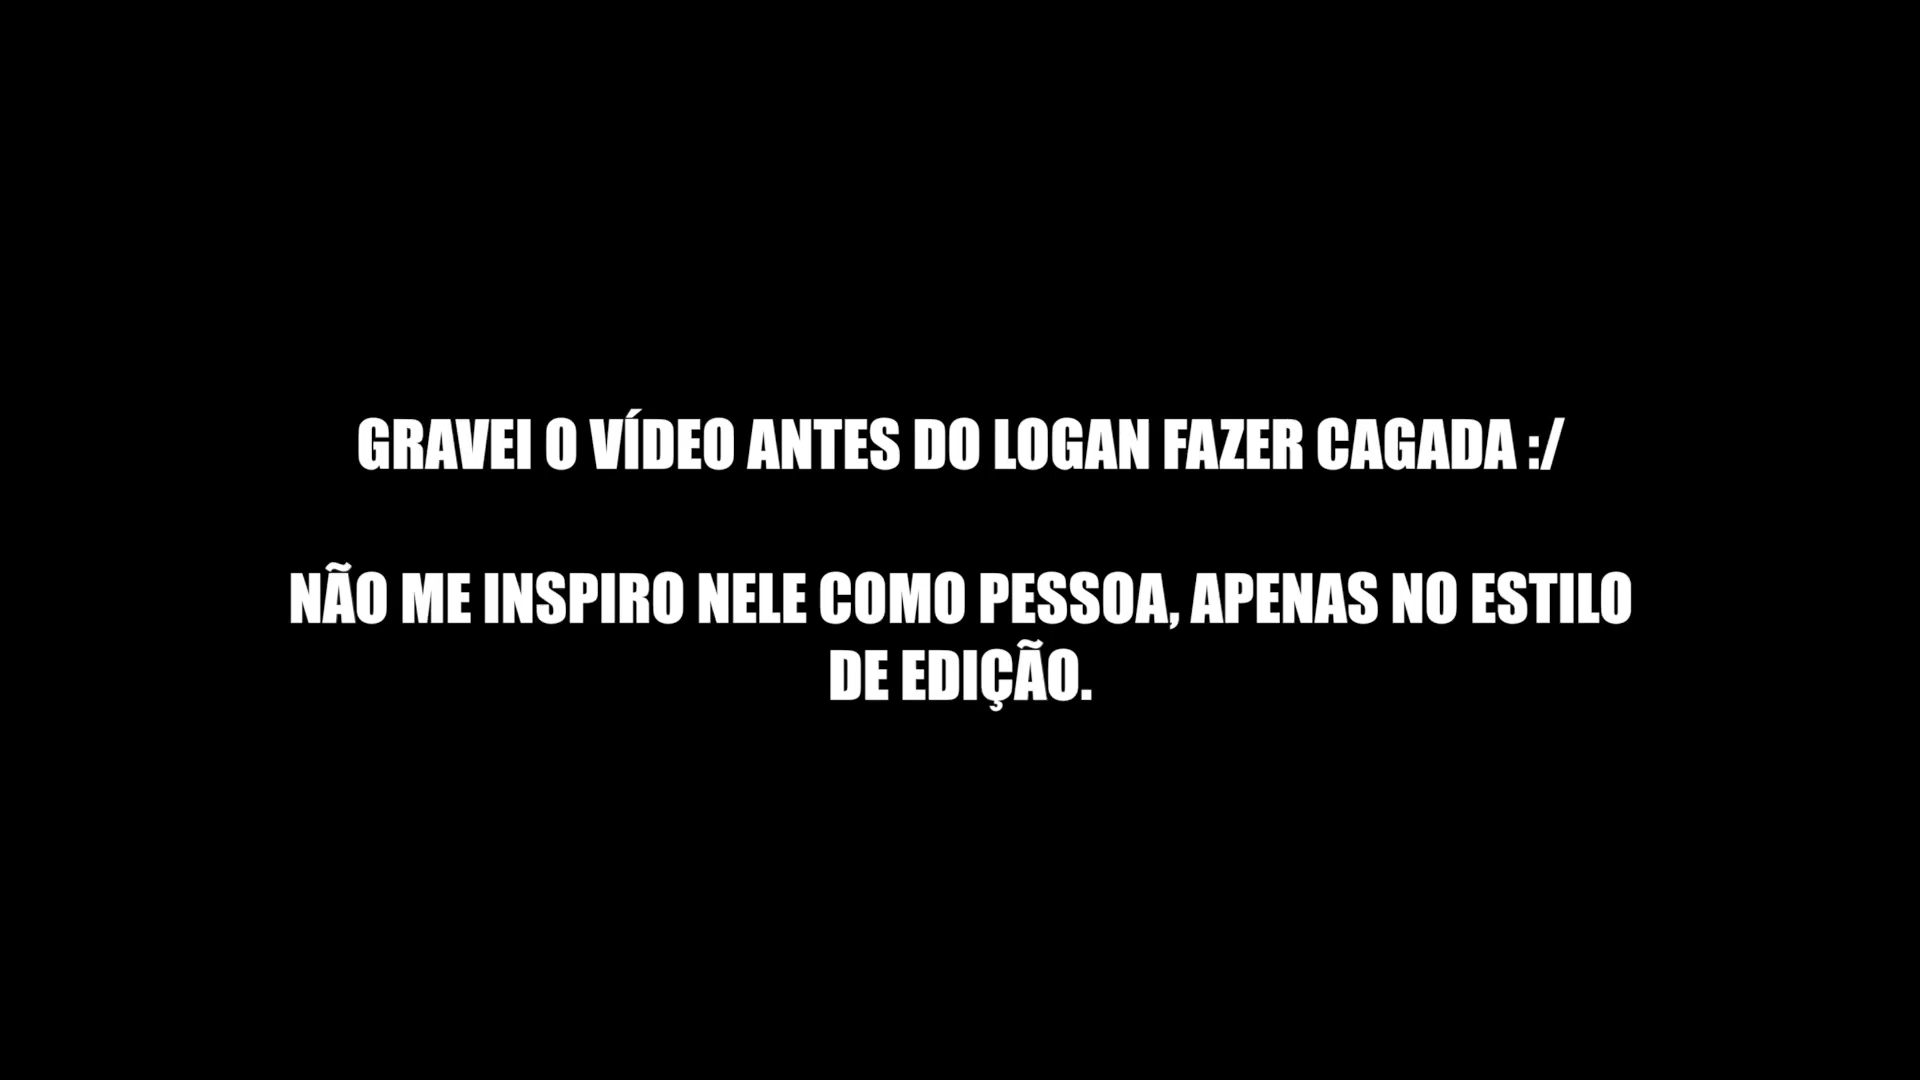 GRAVEI O VÍDEO ANTES DO LOGAN FAZER CAGADA :/
NÃO ME INSPIRO NELE COMO PESSOA, APENAS NO ESTILO
DE EDIÇÃO.